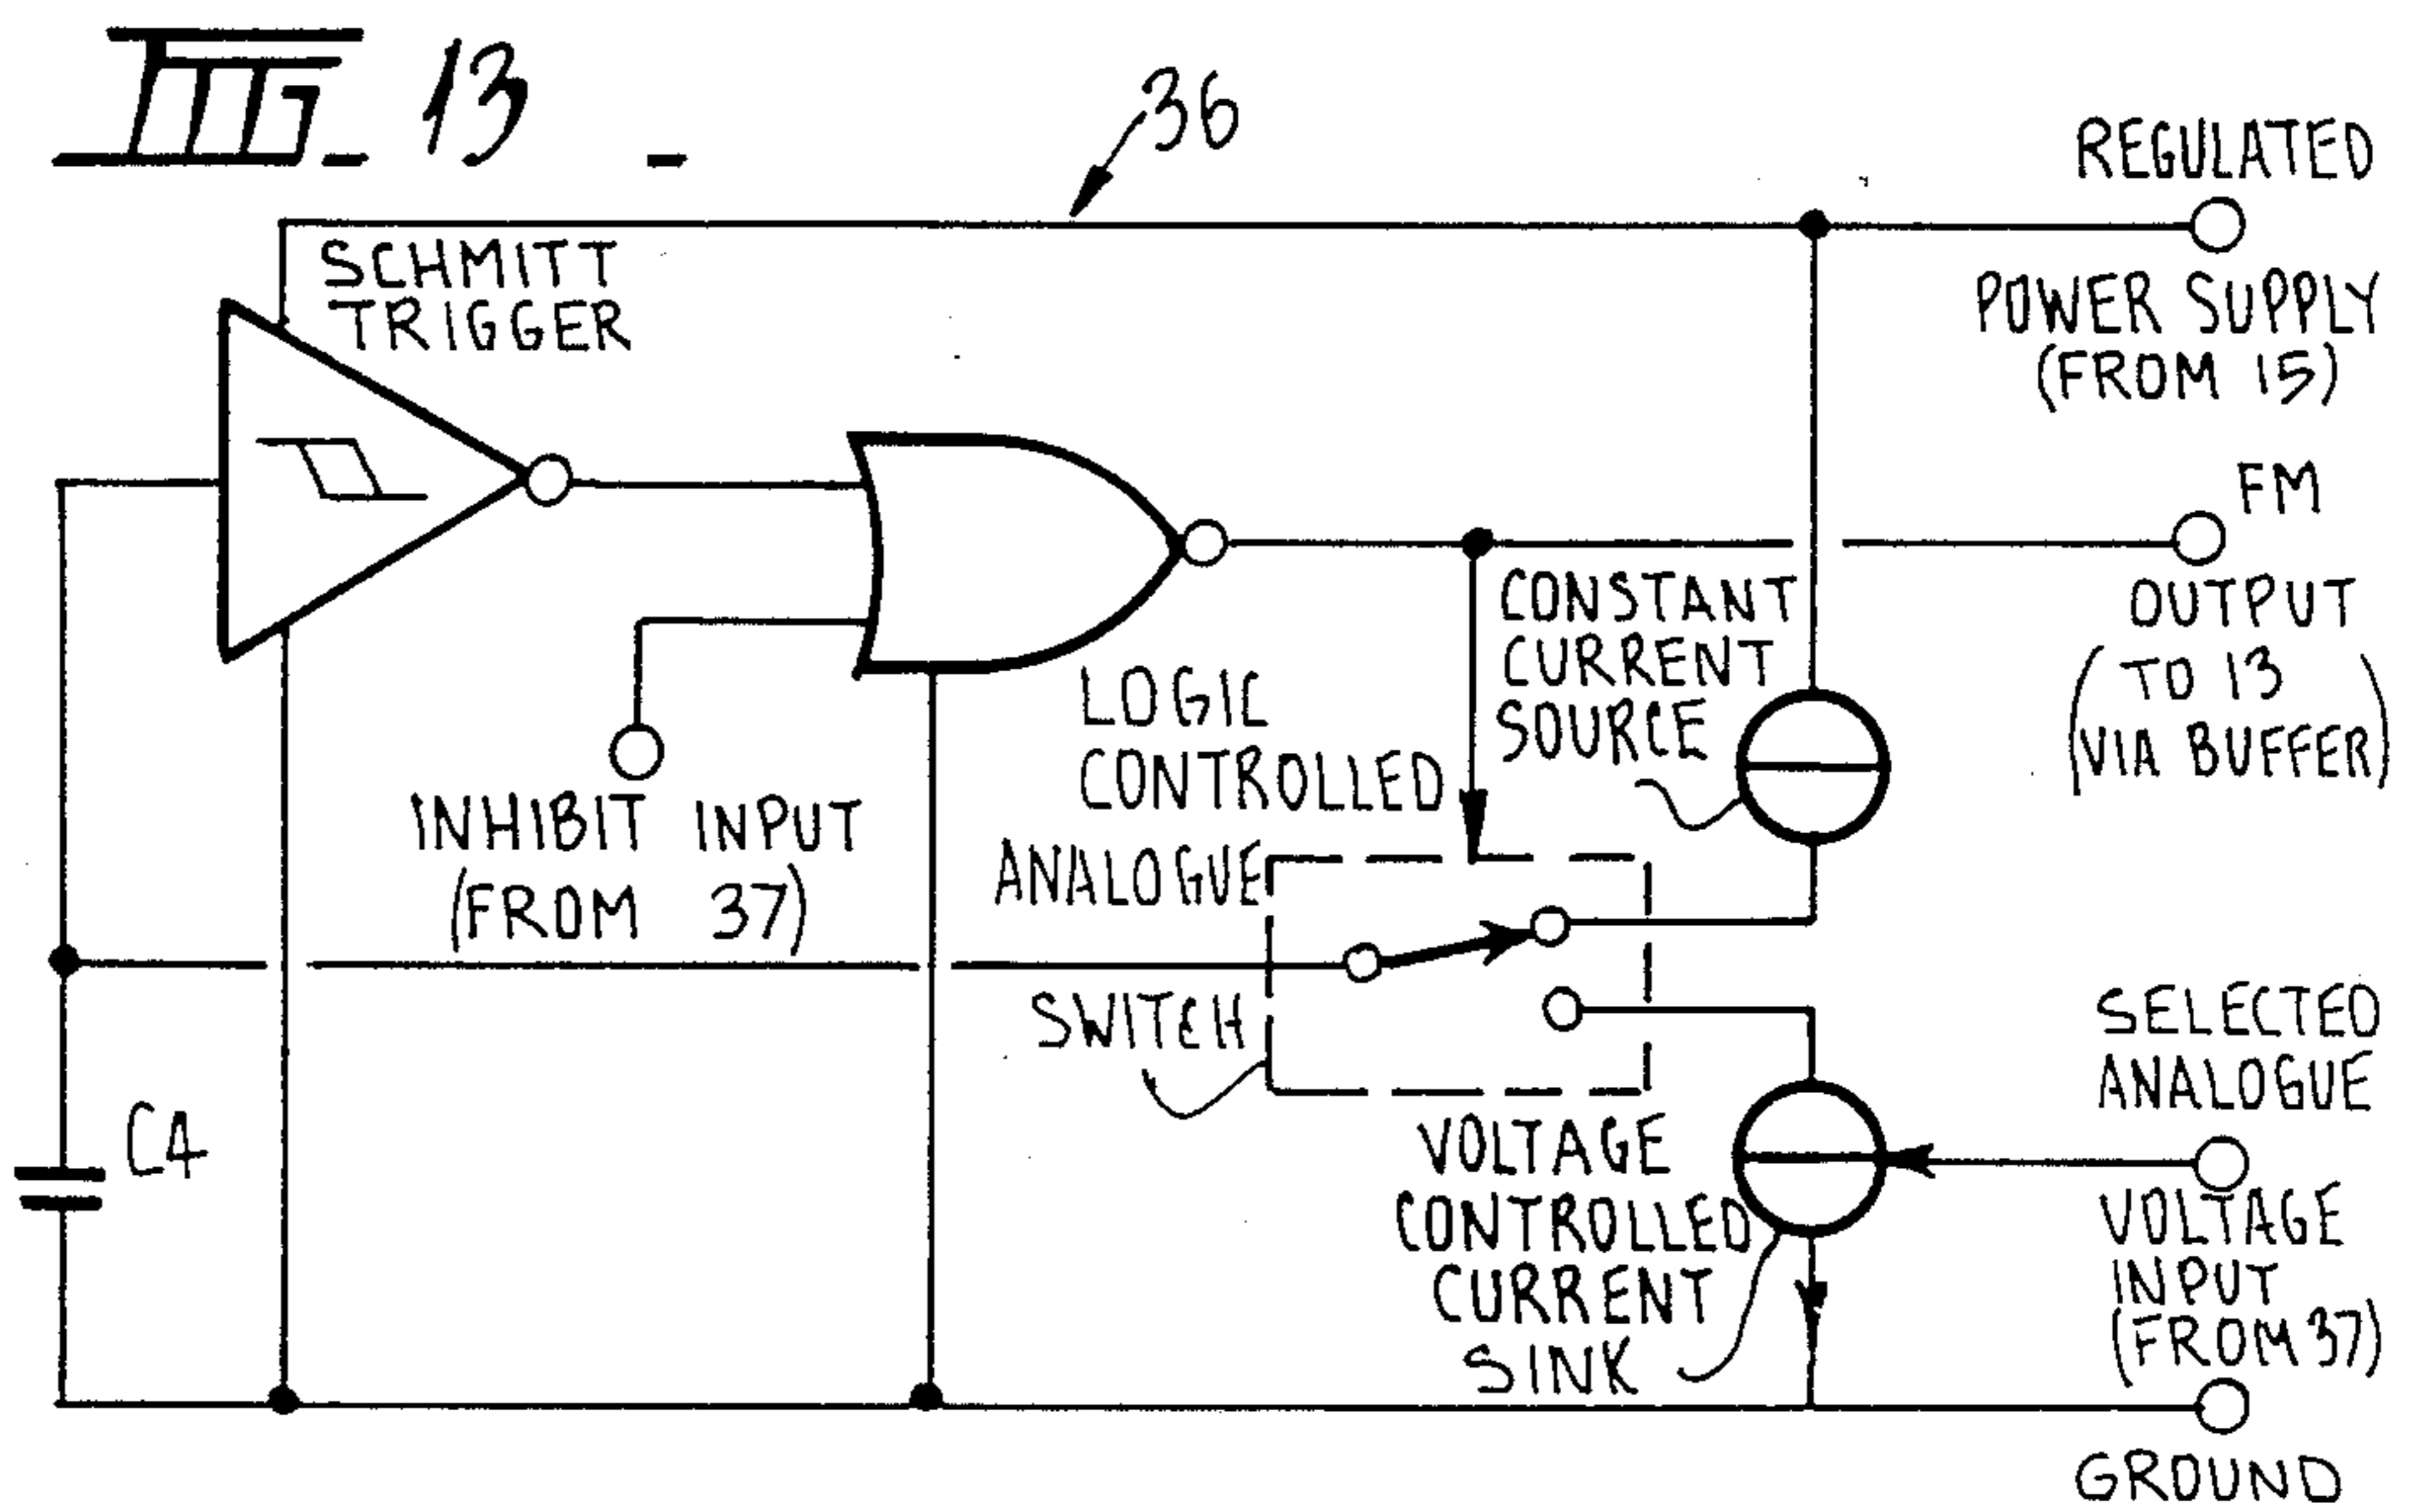 FIG_ 13
36
REGULATED
POWER SUPPLY
(FROM 15)
SCHMITT
TRIGGER
FM
OUTPUT
(TO 13
VIA BUFFER)
CONSTANT
CURRENT
SOURCE
LOGIC
CONTROLLED
ANALOGUE
SWITCH
INHIBIT INPUT
(FROM 37)
C4
VOLTAGE
CONTROLLED
CURRENT
SINK
SELECTED
ANALOGUE
VOLTAGE
INPUT
(FROM 37)
GROUND